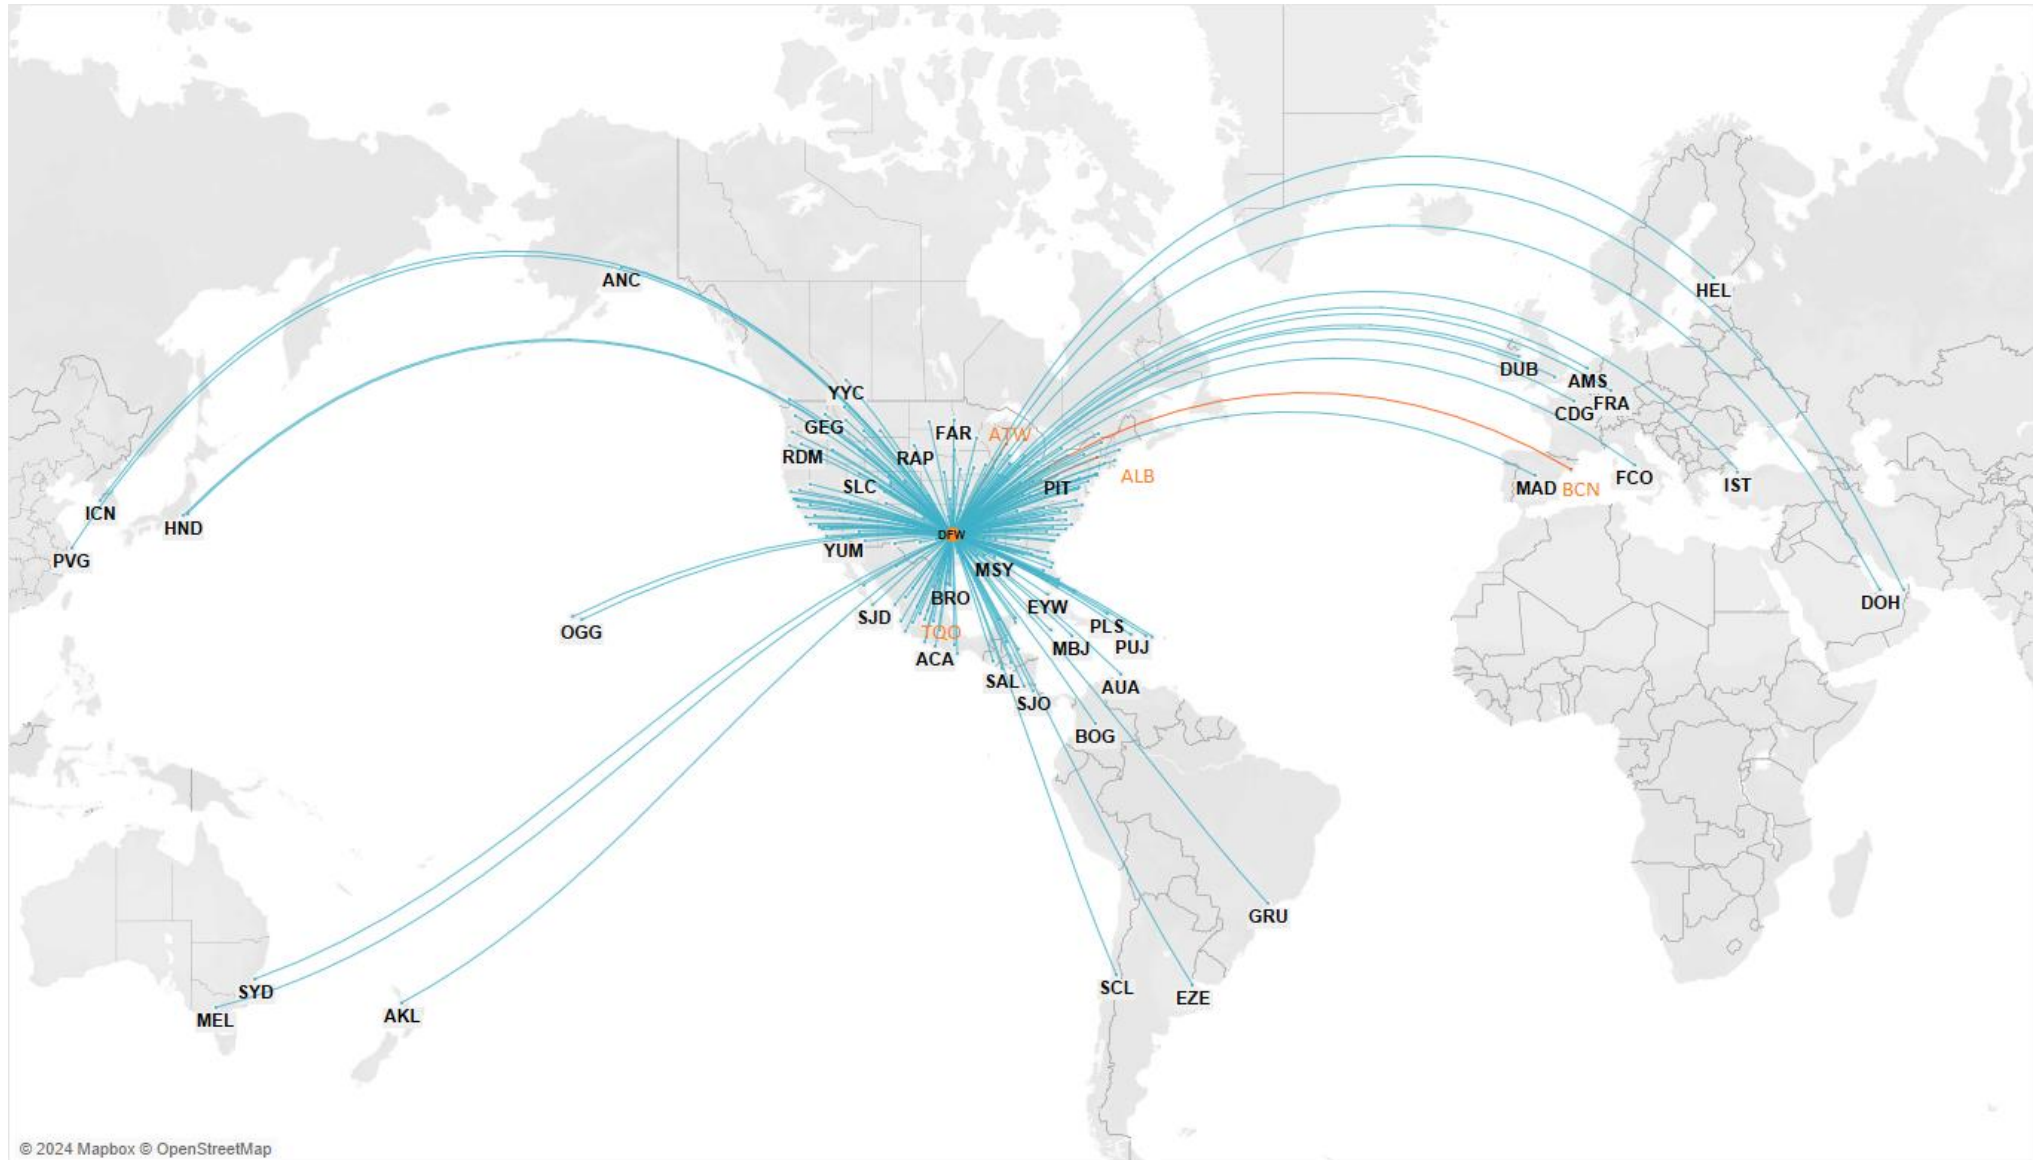 ANC
HEL
DUB
AMS
YYC
FRA
CDG
GEG
FAR
ATW
RDM
RAP
ALB
FCO
IST
SLC
PIT
MAD
BCN
ICN
HND
DFW
YUM
PVG
MSY
BRO
DOH
EYW
SJD
PLS
OGG
TQO
MBJ
PUJ
ACA
SAL
AUA
SJO
BOG
GRU
SCL
SYD
EZE
AKL
MEL
© 2024 Mapbox © OpenStreetMap